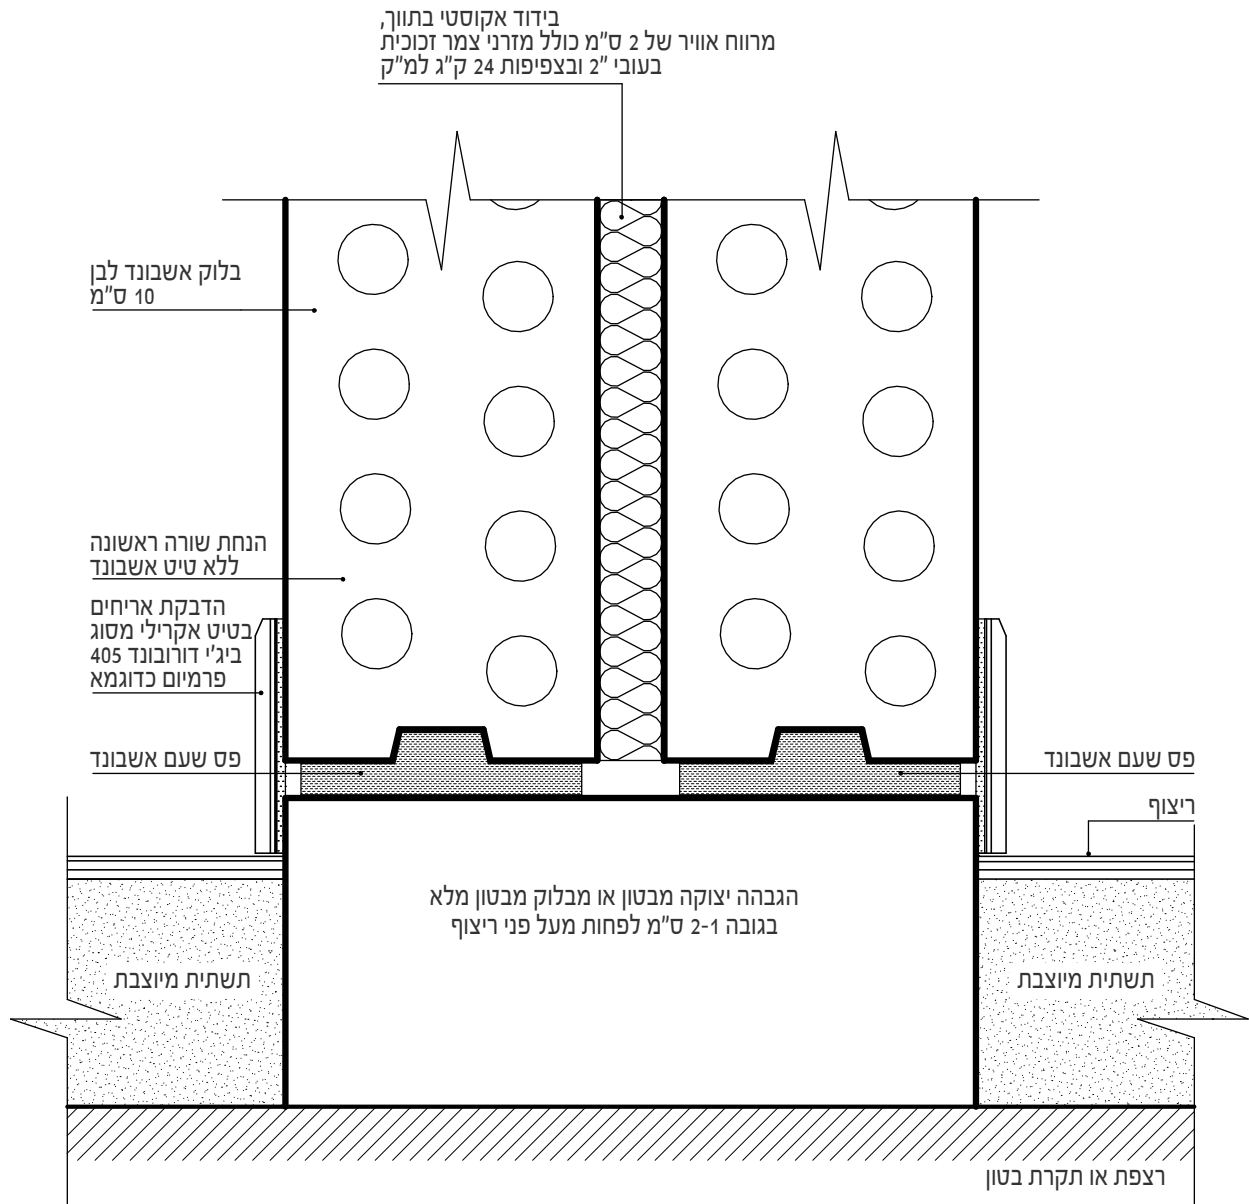 בידוד אקוסטי בתווך,
מרווח אוויר של 2 ס"מ כולל מזרני צמר זכוכית
בעובי 2" ובצפיפות 24 ק"ג למ"ק
בלוק אשבונד לבן
10 ס"מ
הנחת שורה ראשונה
ללא טיט אשבונד
הדבקת אריחים
בטיט אקרילי מסוג
ביג'י דורובונד 405
פרמיום כדוגמא
פס שעם אשבונד
פס שעם אשבונד
ריצוף
הגבהה יצוקה מבטון או מבלוק מבטון מלא
בגובה 2-1 ס"מ לפחות מעל פני ריצוף
תשתית מיוצבת
תשתית מיוצבת
רצפת או תקרת בטון